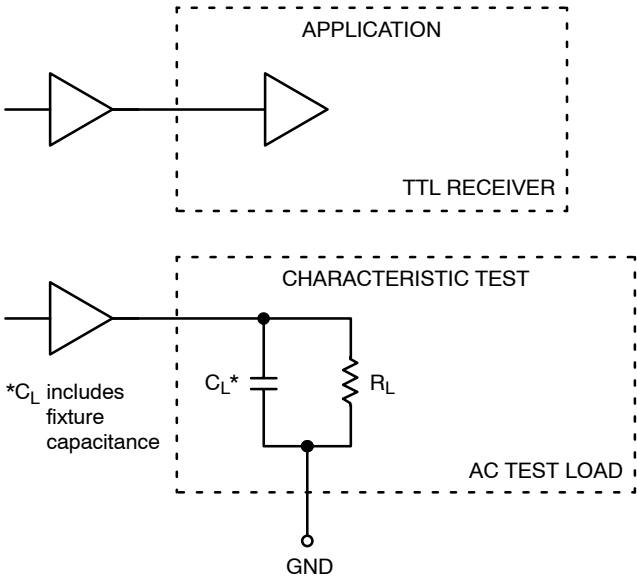 APPLICATION
TTL RECEIVER
CHARACTERISTIC TEST
*CL includes
fixture
capacitance
CL*
RL
AC TEST LOAD
GND